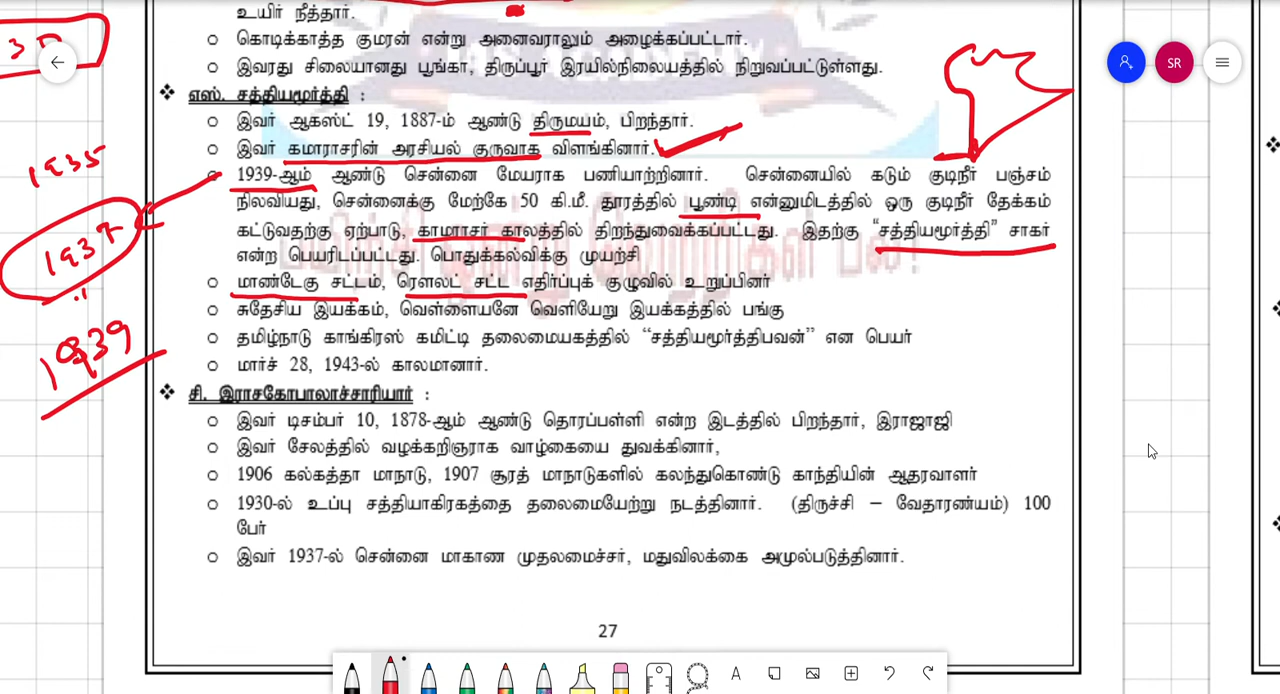 உயிர் நீத்தார்.
கொடிக்காத்த குமரன் என்று அனைவராலும் அழைக்கப்பட்டார்.
இவரது சிலையானது பூங்கா, திருப்பூர் இரயில்நிலையத்தில் நிறுவப்பட்டுள்ளது.
SR
எஸ். சத்தியமூர்த்தி :
இவர் ஆகஸ்ட் 19, 1887-ம் ஆண்டு திருமயம், பிறந்தார்.
இவர் கமாராசரின் அரசியல் குருவாக விளங்கினார்.
1939-ஆம் ஆண்டு சென்னை மேயராக பணியாற்றினார். சென்னையில் கடும் குடிநீர் பஞ்சம்
நிலவியது, சென்னைக்கு மேற்கே 50 கி.மீ. தூரத்தில் பூண்டி என்னுமிடத்தில் ஒரு குடிநீர் தேக்கம்
கட்டுவதற்கு ஏற்பாடு, காமராசர் காலத்தில் திறந்துவைக்கப்பட்டது. இதற்கு “சத்தியமூர்த்தி” சாகர்
என்ற பெயரிடப்பட்டது. பொதுக்கல்விக்கு முயற்சி
மாண்டேகு சட்டம், ரௌலட் சட்ட எதிர்ப்புக் குழுவில் உறுப்பினர்
சுதேசிய இயக்கம், வெள்ளையனே வெளியேறு இயக்கத்தில் பங்கு
தமிழ்நாடு காங்கிரஸ் கமிட்டி தலைமையகத்தில் “சத்தியமூர்த்திபவன்” என பெயர்
மார்ச் 28, 1943-ல் காலமானார்.
சி. இராசகோபாலாச்சாரியார் :
இவர் டிசம்பர் 10, 1878-ஆம் ஆண்டு தொரப்பள்ளி என்ற இடத்தில் பிறந்தார், இராஜாஜி
இவர் சேலத்தில் வழக்கறிஞராக வாழ்கையை துவக்கினார்,
1906 கல்கத்தா மாநாடு, 1907 சூரத் மாநாடுகளில் கலந்துகொண்டு காந்தியின் ஆதரவாளர்
1930-ல் உப்பு சத்தியாகிரகத்தை தலைமையேற்று நடத்தினார். (திருச்சி – வேதாரண்யம்) 100
பேர்
இவர் 1937-ல் சென்னை மாகாண முதலமைச்சர், மதுவிலக்கை அமுல்படுத்தினார்.
27
1935
1937
1939
A